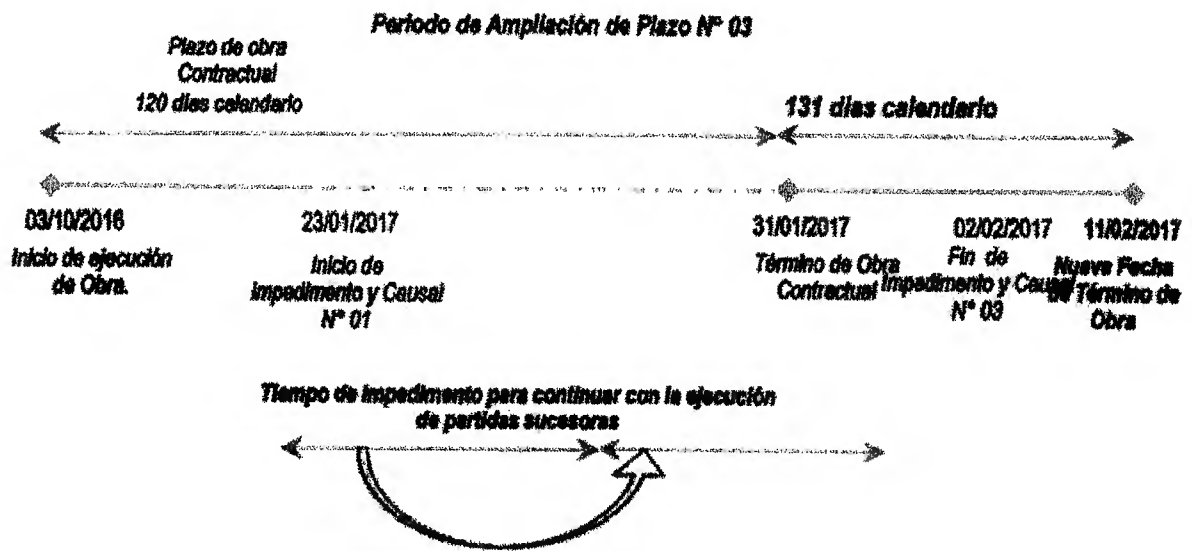 Periodo de Ampliación de Plazo Nº 03
Plazo de obra
Contractual
120 días calendario
131 días calendario
03/10/2016
Inicio de ejecución
de Obra.
23/01/2017
Inicio de
Impedimento y Causal
Nº 01
31/01/2017
Término de Obra
Contractual
02/02/2017
Fin de
Impedimento y Causal
Nº 03
11/02/2017
Nueva Fecha
de Término de
Obra
Tiempo de impedimento para continuar con la ejecución
de partidas sucesoras